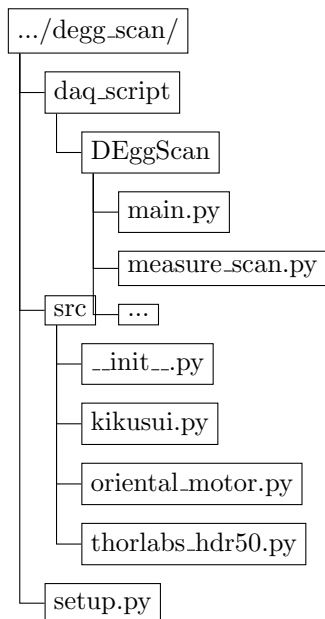 .../degg_scan/
daq_script
DEggScan
main.py
measure_scan.py
...
src
__init__.py
kikusui.py
oriental_motor.py
thorlabs_hdr50.py
setup.py